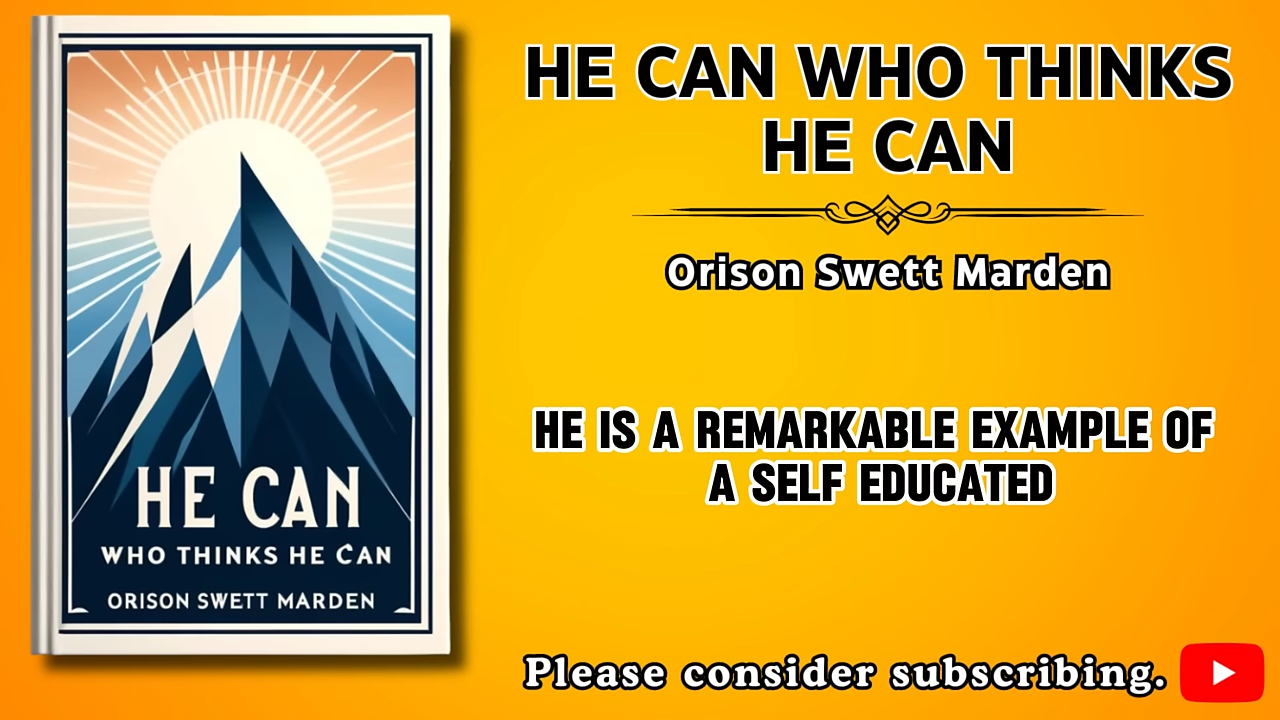 HE CAN
WHO THINKS HE CAN
ORISON SWETT MARDEN
HE CAN WHO THINKS
HE CAN
Orison Swett Marden
HE IS A REMARKABLE EXAMPLE OF
A SELF EDUCATED
Please consider subscribing.